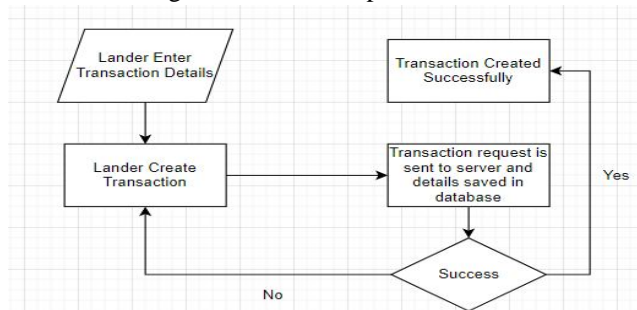 Lander Enter
Transaction Details
Transaction Created
Successfully
Lander Create
Transaction
Transaction request is
sent to server and
details saved in
database
Yes
Success
No